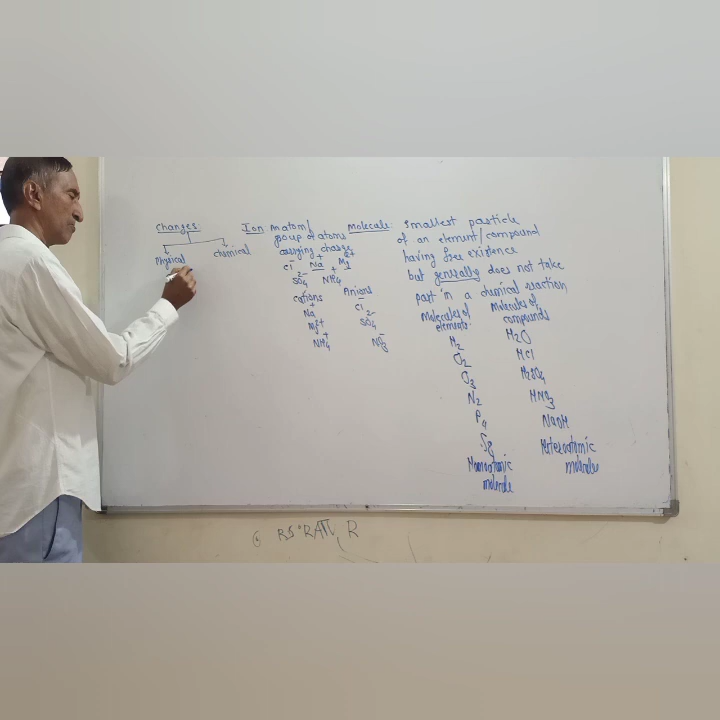 Changes
Physical chemical
Ion An atom/
group of atoms
carrying charge
Cl⁻ Na⁺ Mg²⁺
SO₄²⁻ NH₄⁺
cations Anions
Na⁺ Cl⁻
Mg²⁺ SO₄²⁻
NH₄⁺ NO₃⁻
Molecule: Smallest particle
of an element/compound
having free existence
but generally does not take
part in a chemical reaction
Molecules of elements
H₂
O₂
O₃
N₂
P₄
S₈
Homoatomic
molecule
Molecules of
compounds
H₂O
HCl
H₂SO₄
HNO₃
NaOH
Heteroatomic
molecules